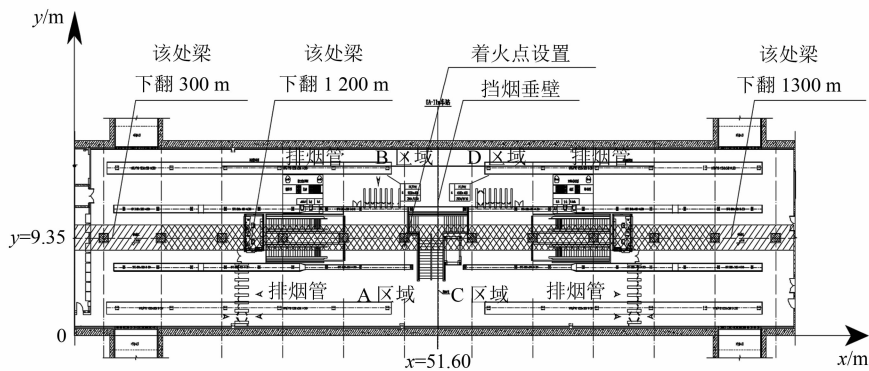 y/m
该处梁
下翻 300 m
该处梁
下翻 1 200 m
着火点设置
挡烟垂壁
该处梁
下翻 1300 m
排烟管
B 区域
D 区域
排烟管
y=9.35
排烟管
A 区域
C 区域
排烟管
0
x=51.60
x/m